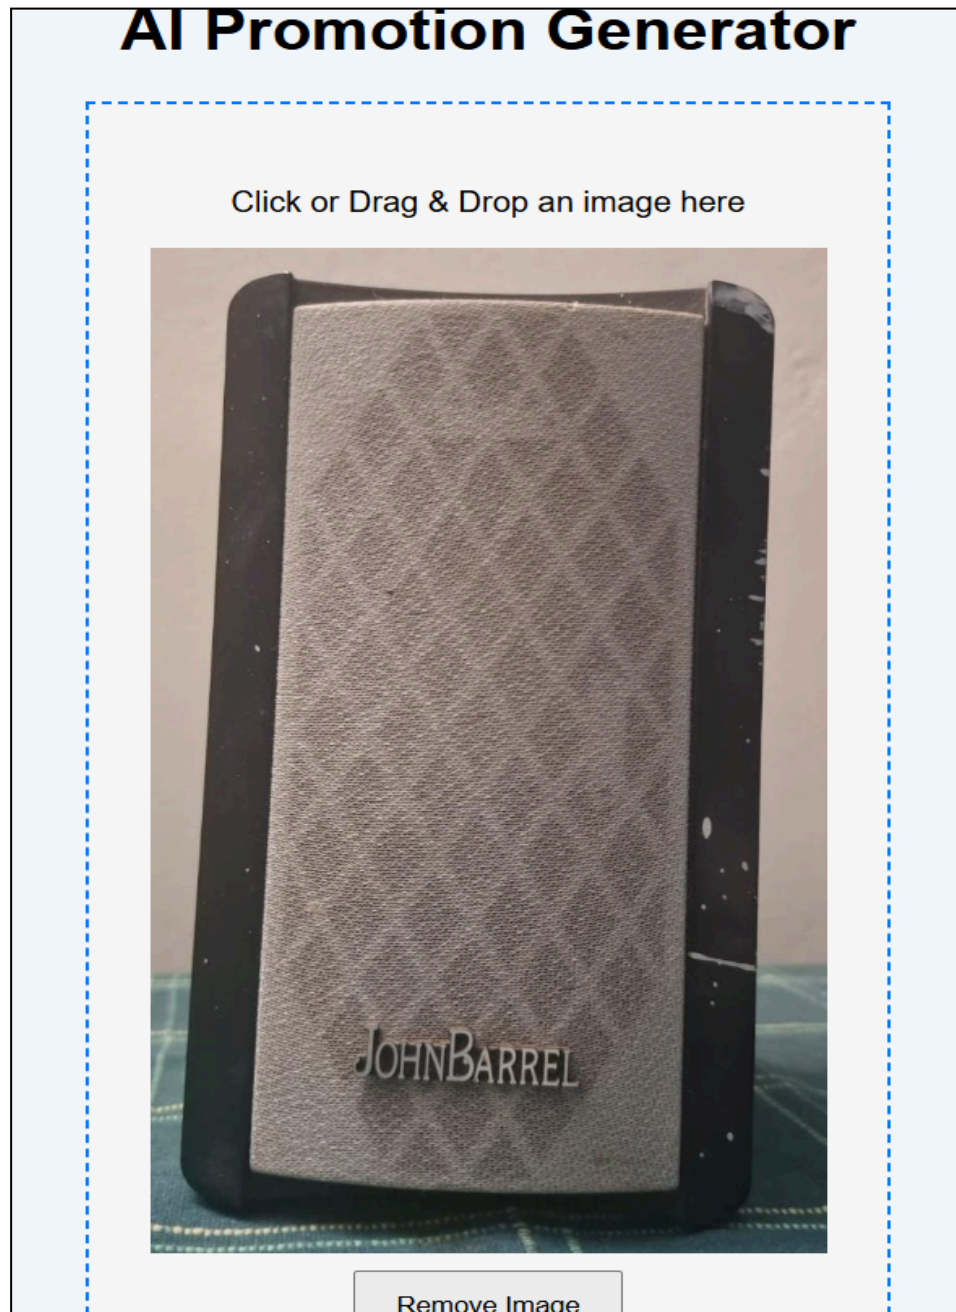 AI Promotion Generator
Click or Drag & Drop an image here
JOHNBARREL
Remove Image